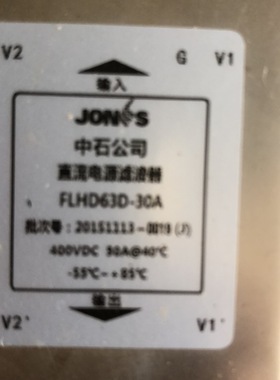 V2 G V1
输入
JONS
中石公司
直流电源滤波器
FLHD63D-30A
批次号：20151113-0019 (J)
400VDC 30A@40℃
-55℃~+85℃
输出
V2' V1'